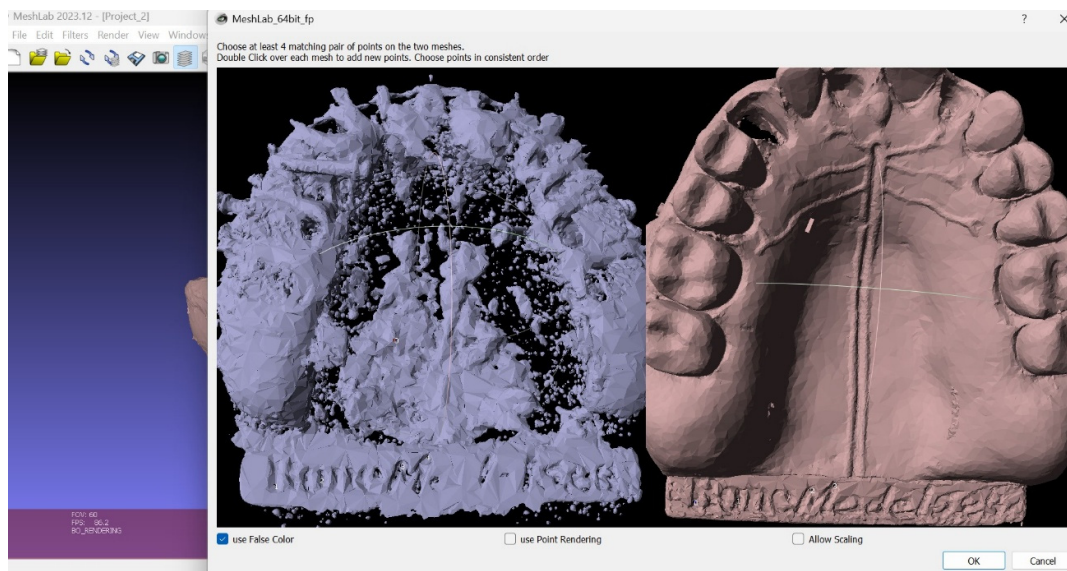 MeshLab 2023.12 - [Project_2]
File Edit Filters Render View Windows
FOV: 60
FPS: 86.2
BO_RENDERING
MeshLab_64bit_fp
?
Choose at least 4 matching pair of points on the two meshes.
Double Click over each mesh to add new points. Choose points in consistent order
use False Color
use Point Rendering
Allow Scaling
OK
Cancel